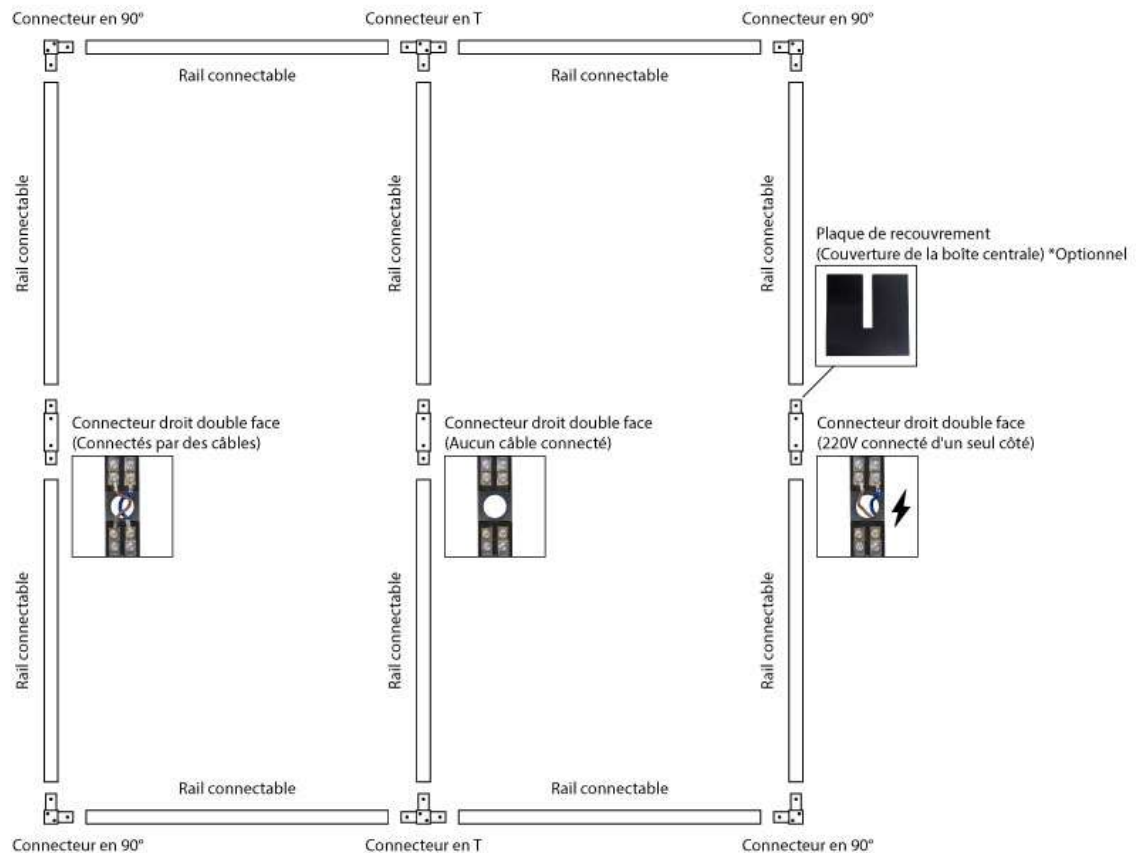 Connecteur en 90°
Connecteur en T
Connecteur en 90°
Rail connectable
Rail connectable
Rail connectable
Rail connectable
Rail connectable
Plaque de recouvrement
(Couverture de la boîte centrale) *Optionnel
Connecteur droit double face
(Connectés par des câbles)
Connecteur droit double face
(Aucun câble connecté)
Connecteur droit double face
(220V connecté d'un seul côté)
Rail connectable
Rail connectable
Rail connectable
Rail connectable
Rail connectable
Connecteur en 90°
Connecteur en T
Connecteur en 90°